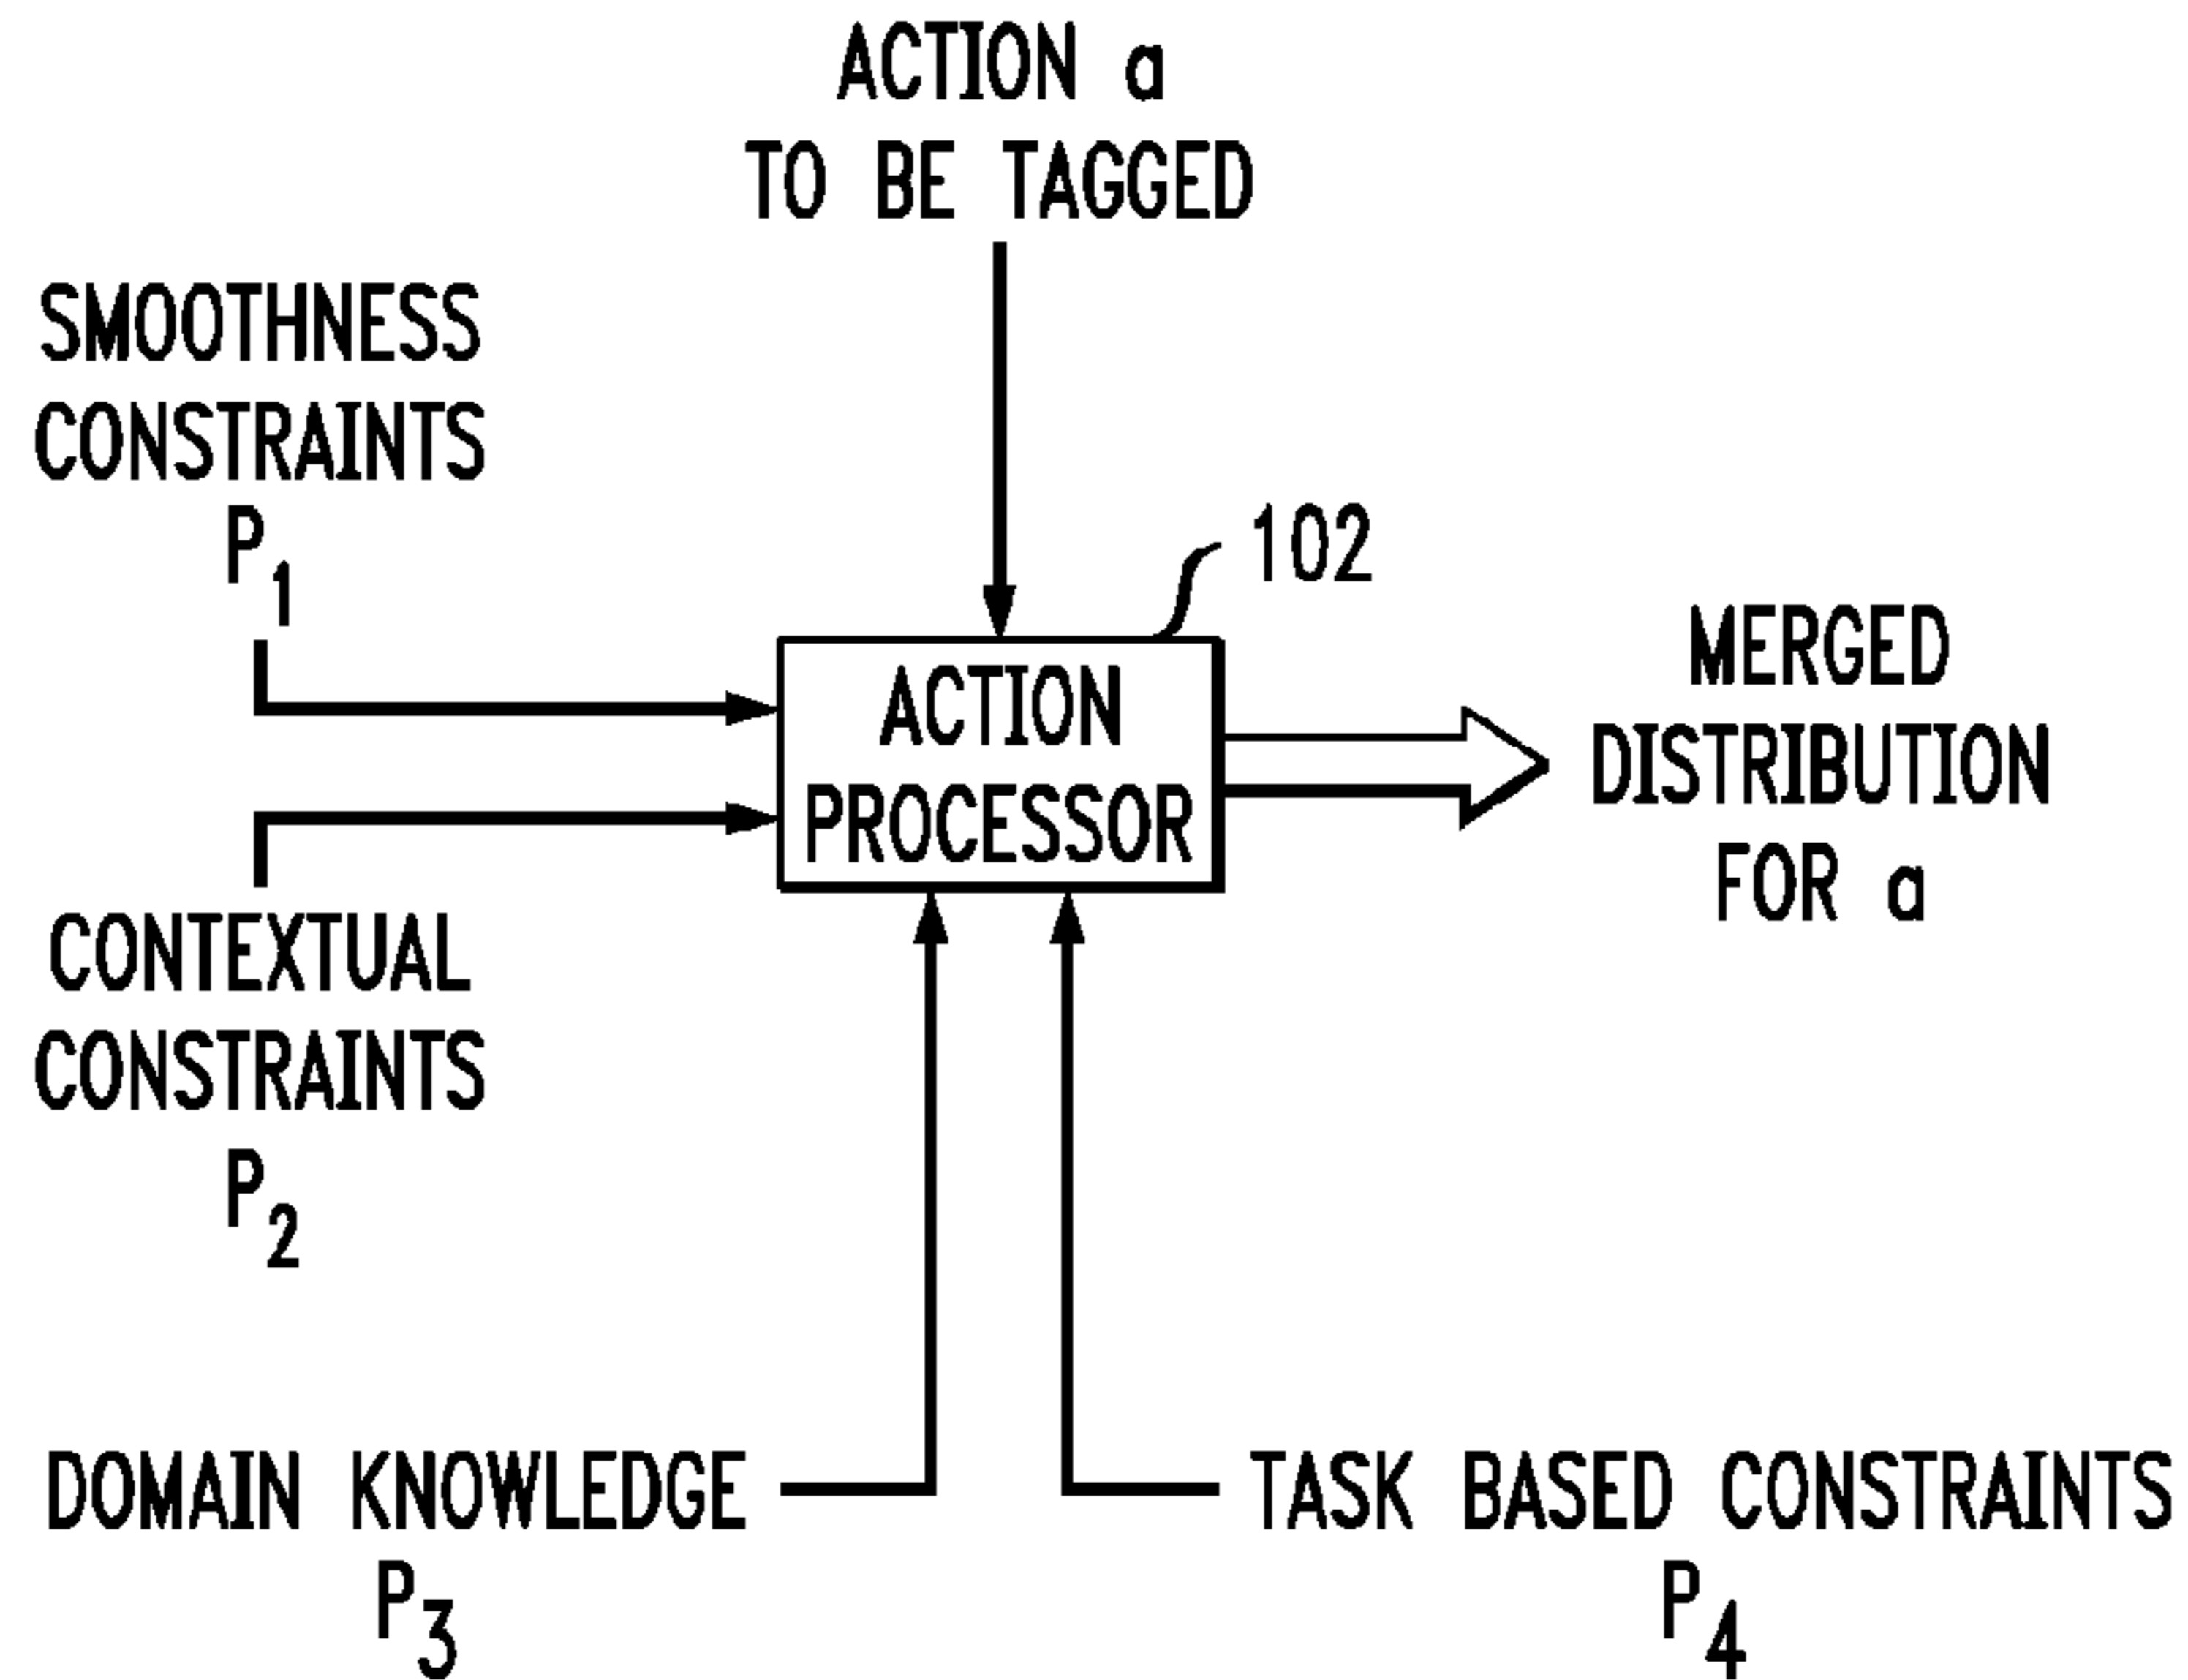 ACTION a
TO BE TAGGED
SMOOTHNESS
CONSTRAINTS
P1
102
ACTION
PROCESSOR
MERGED
DISTRIBUTION
FOR a
CONTEXTUAL
CONSTRAINTS
P2
DOMAIN KNOWLEDGE
P3
TASK BASED CONSTRAINTS
P4